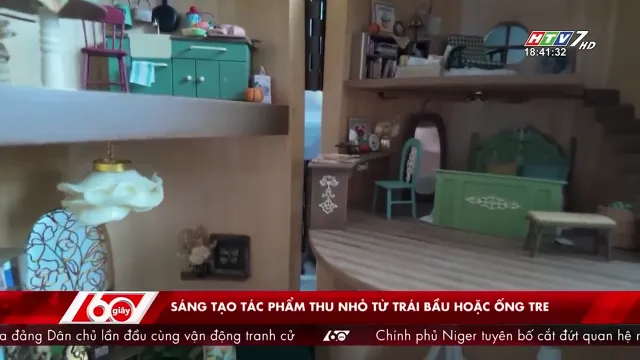 HTV7 HD
18:41:32
60 giây
SÁNG TẠO TÁC PHẨM THU NHỎ TỪ TRÁI BẦU HOẶC ỐNG TRE
a đảng Dân chủ lần đầu cùng vận động tranh cử 60 Chính phủ Niger tuyên bố cắt đứt quan hệ